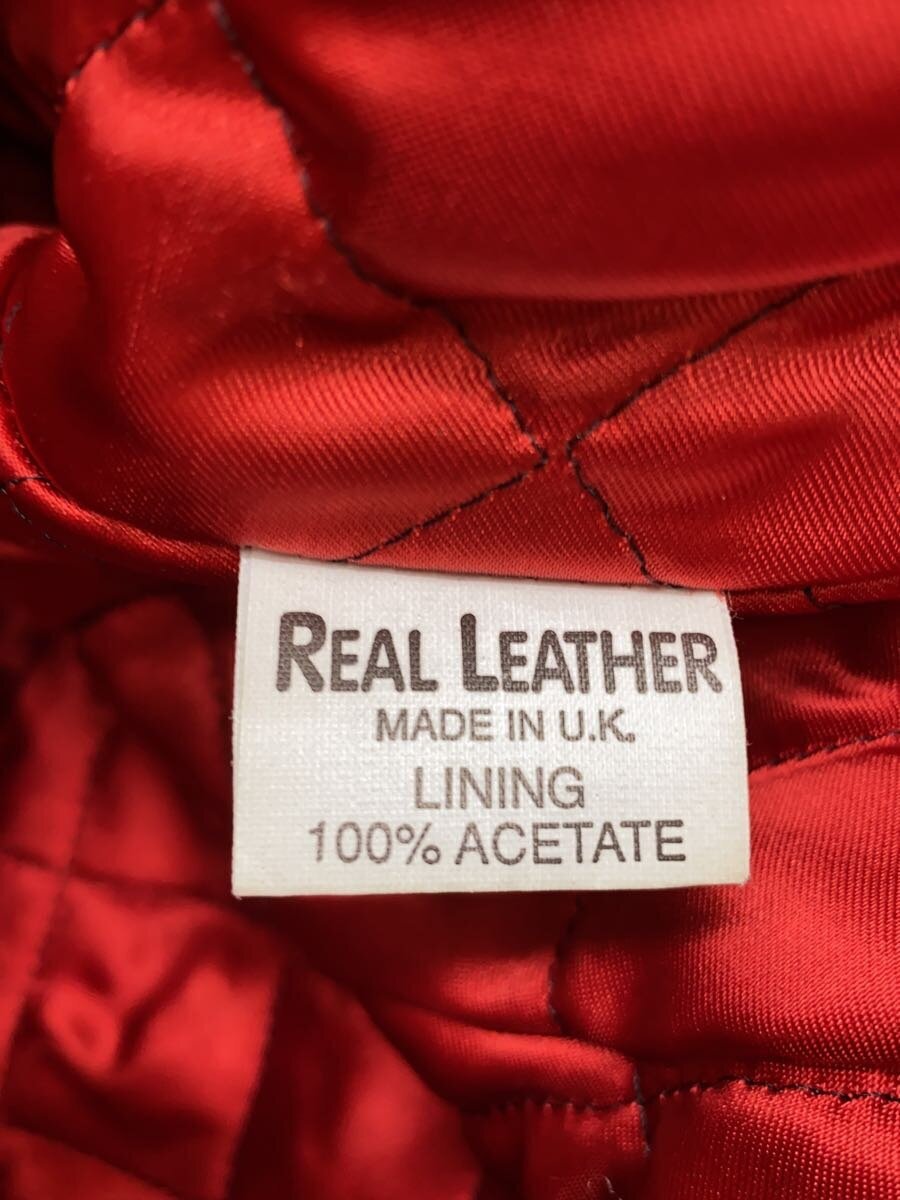 REAL LEATHER
MADE IN U.K.
LINING
100% ACETATE